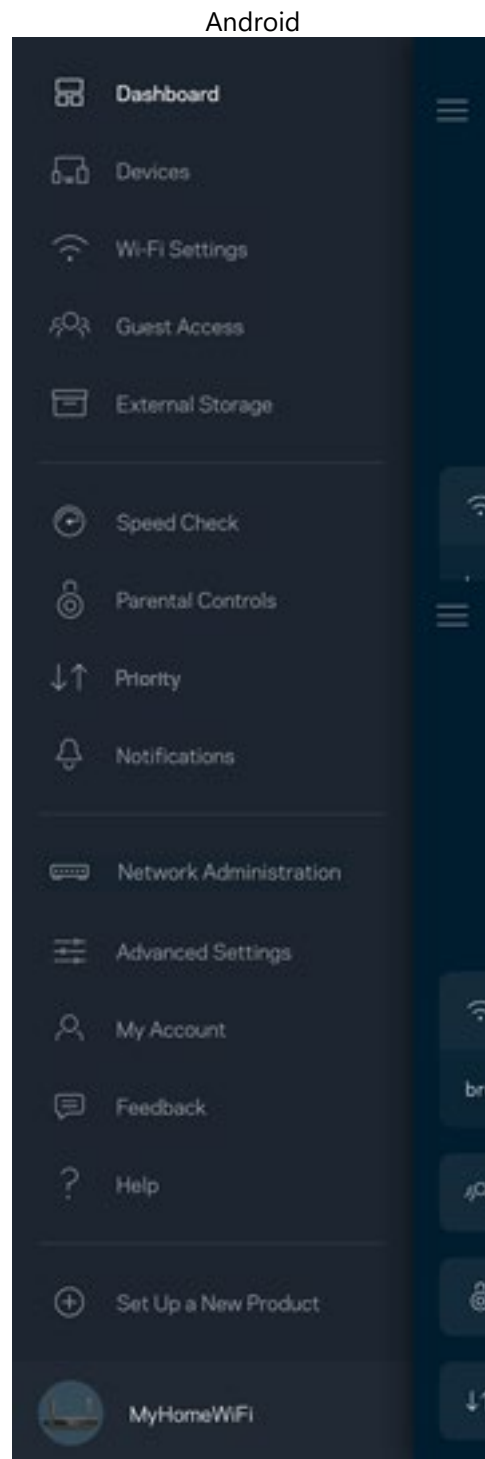 Android
Dashboard
Devices
Wi-Fi Settings
Guest Access
External Storage
Speed Check
Parental Controls
Priority
Notifications
Network Administration
Advanced Settings
My Account
br
Feedback
Help
Set Up a New Product
MyHomeWiFi